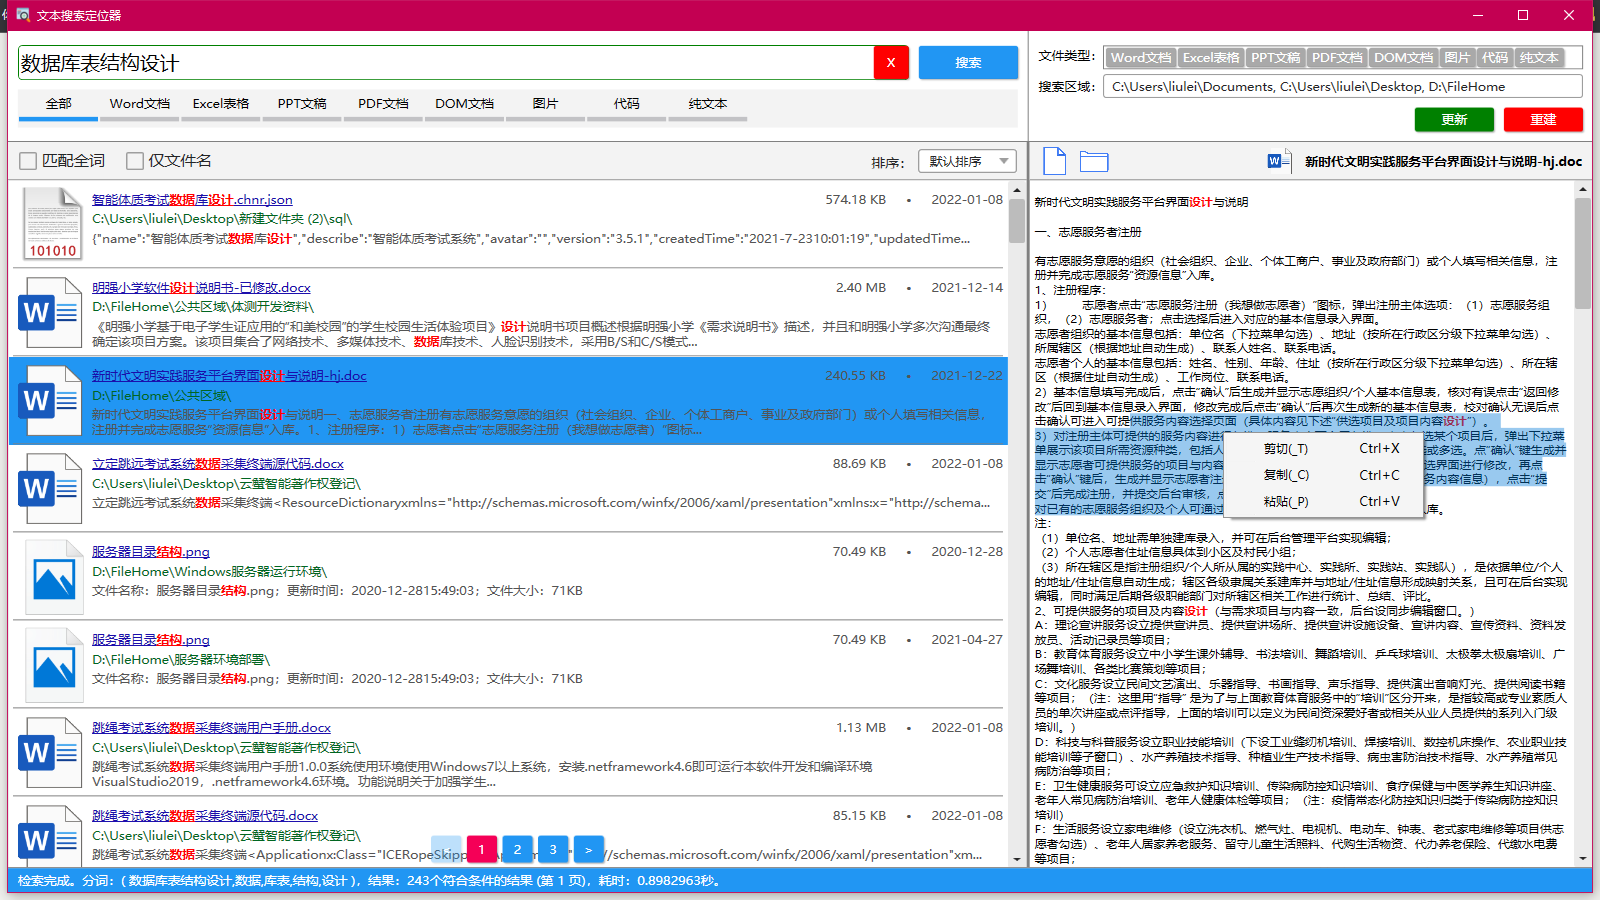 文本搜索定位器
数据库表结构设计
X
搜索
全部
Word文档
Excel表格
PPT文稿
PDF文档
DOM文档
图片
代码
纯文本
匹配全词
仅文件名
排序：
默认排序
智能体质考试数据库设计.chnr.json
574.18 KB • 2022-01-08
C:\Users\liulei\Desktop\新建文件夹 (2)\sql\
{"name":"智能体质考试数据库设计","describe":"智能体质考试系统","avatar":"","version":"3.5.1","createdTime":"2021-7-2310:01:19","updatedTime...
101010
明强小学软件设计说明书-已修改.docx
2.40 MB • 2021-12-14
D:\FileHome\公共区域\体测开发资料\
《明强小学基于电子学生证应用的“和美校园”的学生校园生活体验项目》设计说明书项目概述根据明强小学《需求说明书》描述，并且和明强小学多次沟通最终
确定该项目方案。该项目集合了网络技术、多媒体技术、数据库技术、人脸识别技术，采用B/S和C/S模式...
新时代文明实践服务平台界面设计与说明-hj.doc
240.55 KB • 2021-12-22
D:\FileHome\公共区域\
新时代文明实践服务平台界面设计与说明一、志愿服务者注册有志愿服务意愿的组织（社会组织、企业、个体工商户、事业及政府部门）或个人填写相关信息，
注册并完成志愿服务“资源信息”入库。1、注册程序：1）志愿者点击“志愿服务注册（我想做志愿者）”图标...
立定跳远考试系统数据采集终端源代码.docx
88.69 KB • 2022-01-08
C:\Users\liulei\Desktop\云蟹智能著作权登记\
立定跳远考试系统数据采集终端<ResourceDictionaryxmlns="http://schemas.microsoft.com/winfx/2006/xaml/presentation"xmlns:x="http://schema...
服务器目录结构.png
70.49 KB • 2020-12-28
D:\FileHome\Windows服务器运行环境\
文件名称：服务器目录结构.png；更新时间：2020-12-2815:49:03；文件大小：71KB
服务器目录结构.png
70.49 KB • 2021-04-27
D:\FileHome\服务器环境部署\
文件名称：服务器目录结构.png；更新时间：2020-12-2815:49:03；文件大小：71KB
跳绳考试系统数据采集终端用户手册.docx
1.13 MB • 2022-01-08
C:\Users\liulei\Desktop\云蟹智能著作权登记\
跳绳考试系统数据采集终端用户手册1.0.0系统使用环境使用Windows7以上系统，安装.netframework4.6即可运行本软件开发和编译环境
VisualStudio2019，.netframework4.6环境。功能说明关于加强学生...
跳绳考试系统数据采集终端源代码.docx
85.15 KB • 2022-01-08
C:\Users\liulei\Desktop\云蟹智能著作权登记\
跳绳考试系统数据采集终端<Applicationx:Class="ICERopeSkipp
//schemas.microsoft.com/winfx/2006/xaml/presentation"xm...
1
2
3
>
检索完成。分词：( 数据库表结构设计,数据,库表,结构,设计 )，结果：243个符合条件的结果 (第 1 页)，耗时：0.8982963秒。
文件类型：
Word文档 Excel表格 PPT文稿 PDF文档 DOM文档 图片 代码 纯文本
搜索区域：
C:\Users\liulei\Documents, C:\Users\liulei\Desktop, D:\FileHome
更新
重建
新时代文明实践服务平台界面设计与说明-hj.doc
新时代文明实践服务平台界面设计与说明
一、志愿服务者注册
有志愿服务意愿的组织（社会组织、企业、个体工商户、事业及政府部门）或个人填写相关信息，注
册并完成志愿服务“资源信息”入库。
1、注册程序：
1） 志愿者点击“志愿服务注册（我想做志愿者）”图标，弹出注册主体选项：（1）志愿服务组
织，（2）志愿服务者；点击选择后进入对应的基本信息录入界面。
志愿者组织的基本信息包括：单位名（下拉菜单勾选）、地址（按所在行政区分级下拉菜单勾选）、
所属辖区（根据地址自动生成）、联系人姓名、联系电话。
志愿者个人的基本信息包括：姓名、性别、年龄、住址（按所在行政区分级下拉菜单勾选）、所在辖
区（根据住址自动生成）、工作岗位、联系电话。
2）基本信息填写完成后，点击“确认”后生成并显示志愿组织/个人基本信息表，核对有误点击“返回修
改”后回到基本信息录入界面，修改完成后点击“确认”后再次生成新的基本信息表，校对确认无误后点
击确认可进入可提供服务内容选择页面（具体内容见下述“供选项目及项目内容设计”）。
3）对注册主体可提供的服务内容进行
选某个项目后，弹出下拉菜
单展示该项目所需资源种类，包括人
或多选。点“确认”键生成并
显示志愿者可提供服务的项目与内容
选界面进行修改，再点
击“确认”键后，生成并显示志愿者注
务内容信息），点击“提
交”后完成注册，并提交后台审核，点
对已有的志愿服务组织及个人可通过
库。
剪切(_T) Ctrl+X
复制(_C) Ctrl+C
粘贴(_P) Ctrl+V
注：
（1）单位名、地址需单独建库录入，并可在后台管理平台实现编辑；
（2）个人志愿者住址信息具体到小区及村民小组；
（3）所在辖区是指注册组织/个人所从属的实践中心、实践所、实践站、实践队），是依据单位/个人
的地址/住址信息自动生成；辖区各级隶属关系建库并与地址/住址信息形成映射关系，且可在后台实现
编辑，同时满足后期各级职能部门对所辖区相关工作进行统计、总结、评比。
2、可提供服务的项目及内容设计（与需求项目与内容一致，后台设同步编辑窗口。）
A：理论宣讲服务设立提供宣讲员、提供宣讲场所、提供宣讲设施设备、宣讲内容、宣传资料、资料发
放员、活动记录员等项目；
B：教育体育服务设立中小学生课外辅导、书法培训、舞蹈培训、乒乓球培训、太极拳太极扇培训、广
场舞培训、各类比赛策划等项目；
C：文化服务设立民间文艺演出、乐器指导、书画指导、声乐指导、提供演出音响灯光、提供阅读书籍
等项目；（注：这里用“指导” 是为了与上面教育体育服务中的“培训”区分开来，是指较高或专业素质人
员的单次讲座或点评指导，上面的培训可以定义为民间资深爱好者或相关从业人员提供的系列入门级
培训。）
D：科技与科普服务设立职业技能培训（下设工业缝纫机培训、焊接培训、数控机床操作、农业职业技
能培训等子窗口）、水产养殖技术指导、种植业生产技术指导、病虫害防治技术指导、水产养殖常见
病防治等项目；
E：卫生健康服务可设立应急救护知识培训、传染病防控知识培训、食疗保健与中医学养生知识讲座、
老年人常见病防治培训、老年人健康体检等项目；（注：疫情常态化防控知识归类于传染病防控知识
培训）
F：生活服务设立家电维修（设立洗衣机、燃气灶、电视机、电动车、钟表、老式家电维修等项目供志
愿者勾选）、老年人居家养老服务、留守儿童生活照料、代购生活物资、代办养老保险、代缴水电费
等项目；